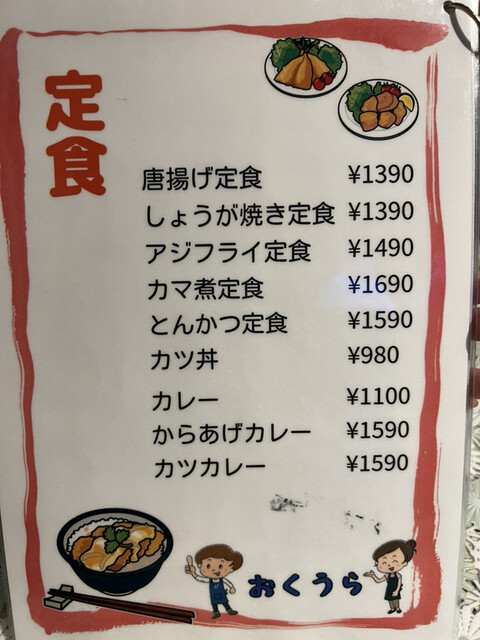 定食
唐揚げ定食 ¥1390
しょうが焼き定食 ¥1390
アジフライ定食 ¥1490
カマ煮定食 ¥1690
とんかつ定食 ¥1590
カツ丼 ¥980
カレー ¥1100
からあげカレー ¥1590
カツカレー ¥1590
おくうら